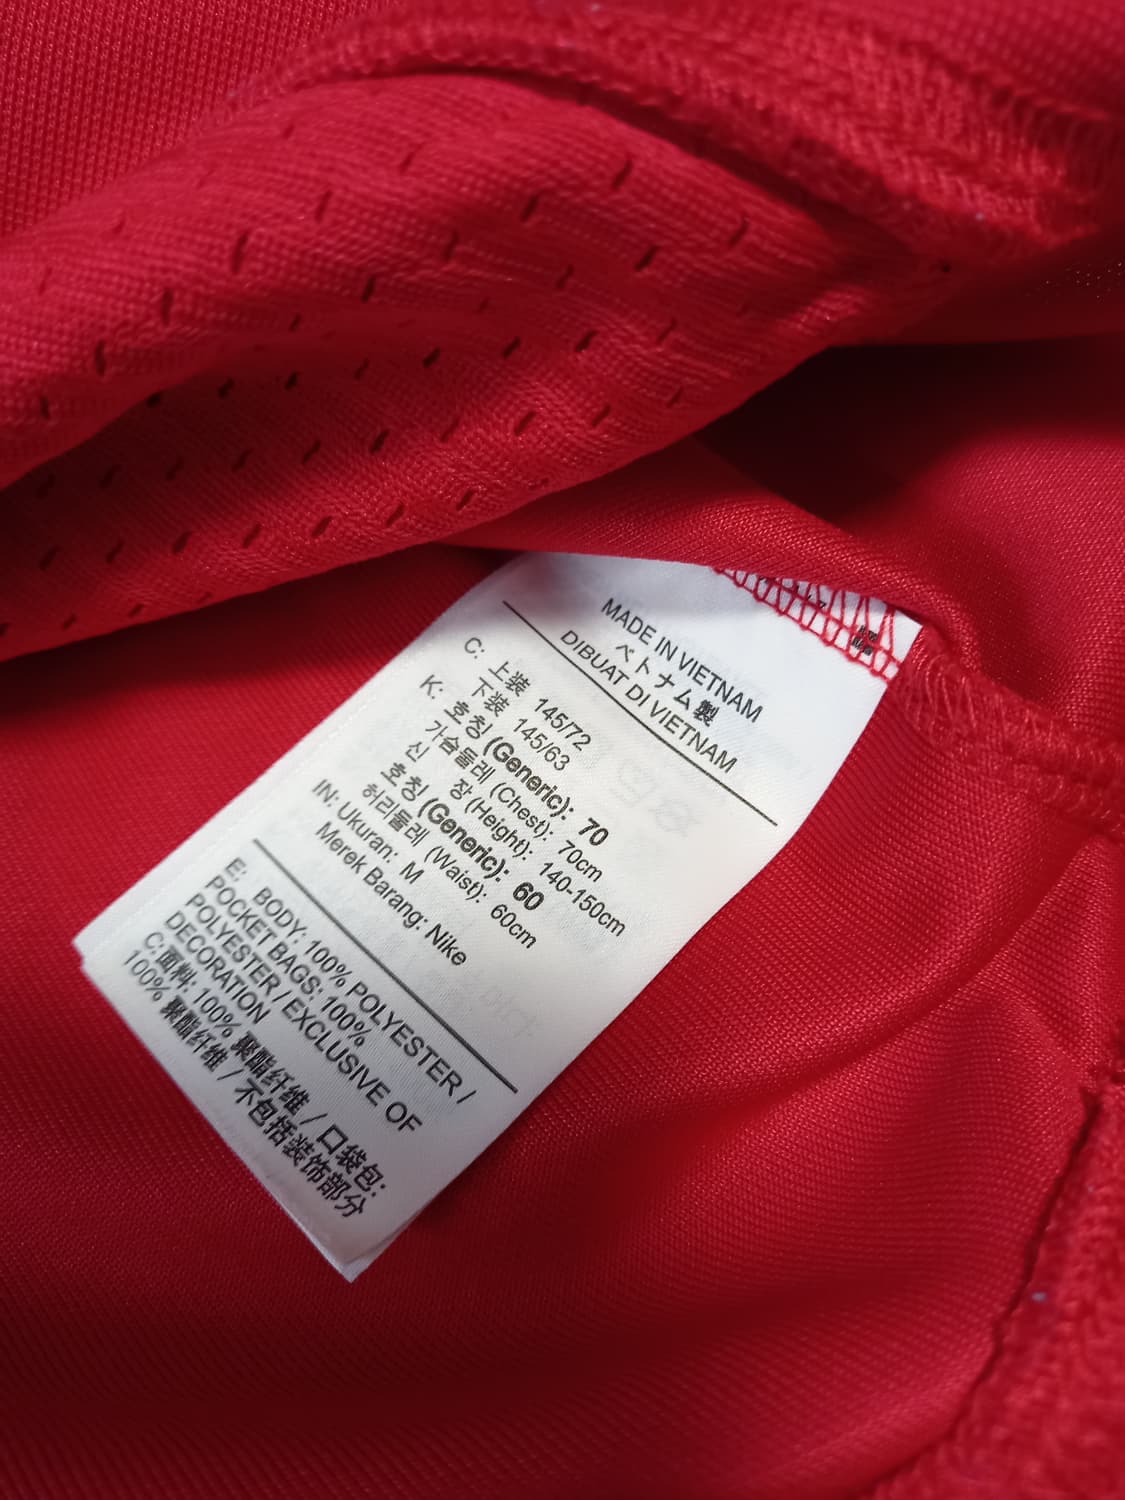 MADE IN VIETNAM
ベトナム製
DIBUAT DI VIETNAM
C: 上装 145/72
下装 145/63
K: 호칭 (Generic): 70
가슴둘레 (Chest): 70cm
신 장 (Height): 140-150cm
호칭 (Generic): 60
허리둘레 (Waist): 60cm
IN: Ukuran: M
Merek Barang: Nike
E: BODY: 100% POLYESTER /
POCKET BAGS: 100%
POLYESTER / EXCLUSIVE OF
DECORATION
C: 面料: 100% 聚酯纤维 / 口袋包:
100% 聚酯纤维 / 不包括装饰部分